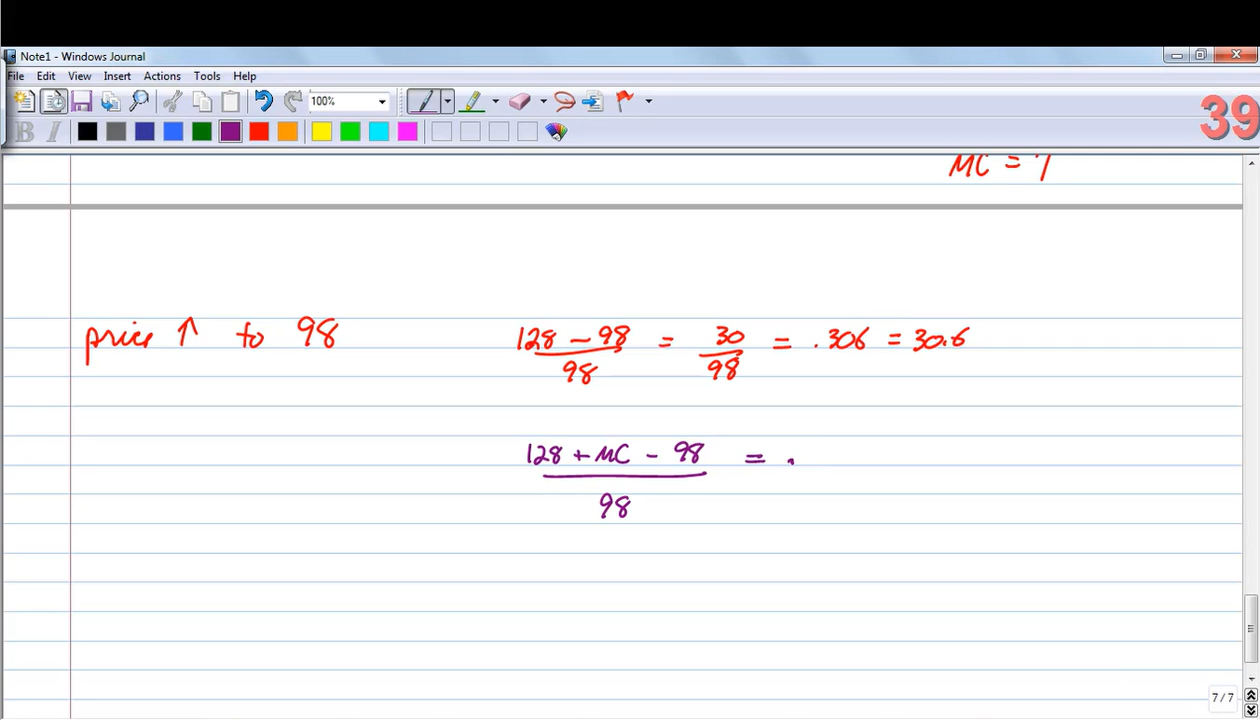 Note1 - Windows Journal
File Edit View Insert Actions Tools Help
100%
B I
39
MC =
price ↑ to 98
128 - 98 = 30 = .306 = 30.6
98 98
128 + MC - 98 = .
98
7 / 7